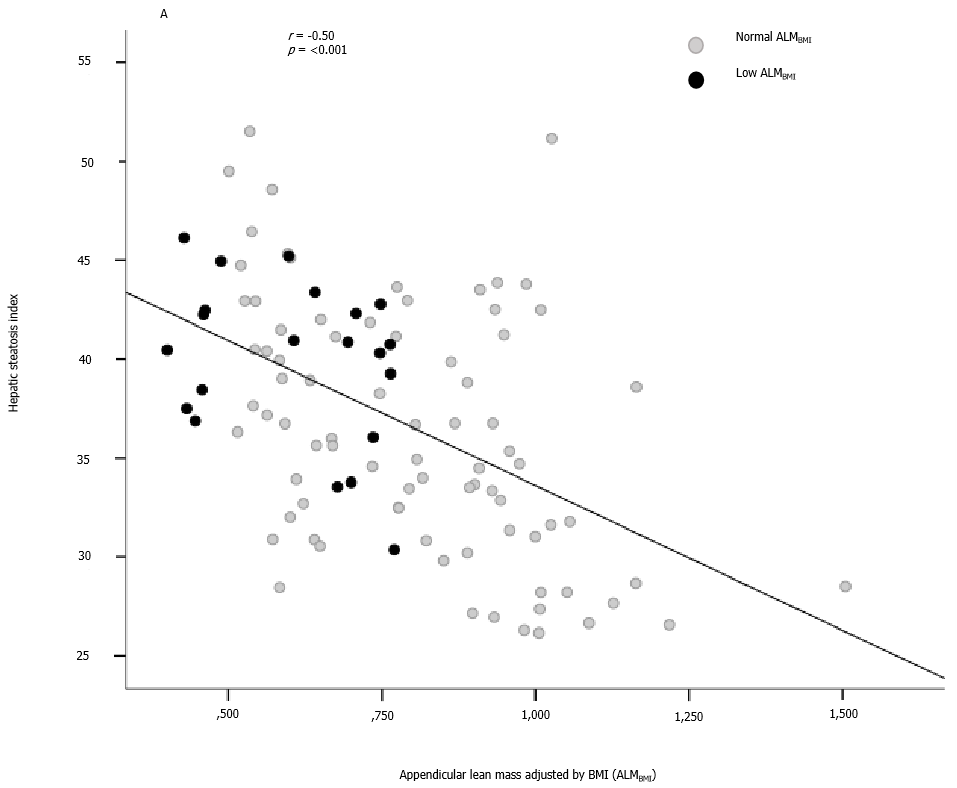 A
r = -0.50
p = <0.001
Normal ALMBMI
Low ALMBMI
Hepatic steatosis index
55
50
45
40
35
30
25
,500 ,750 1,000 1,250 1,500
Appendicular lean mass adjusted by BMI (ALMBMI)